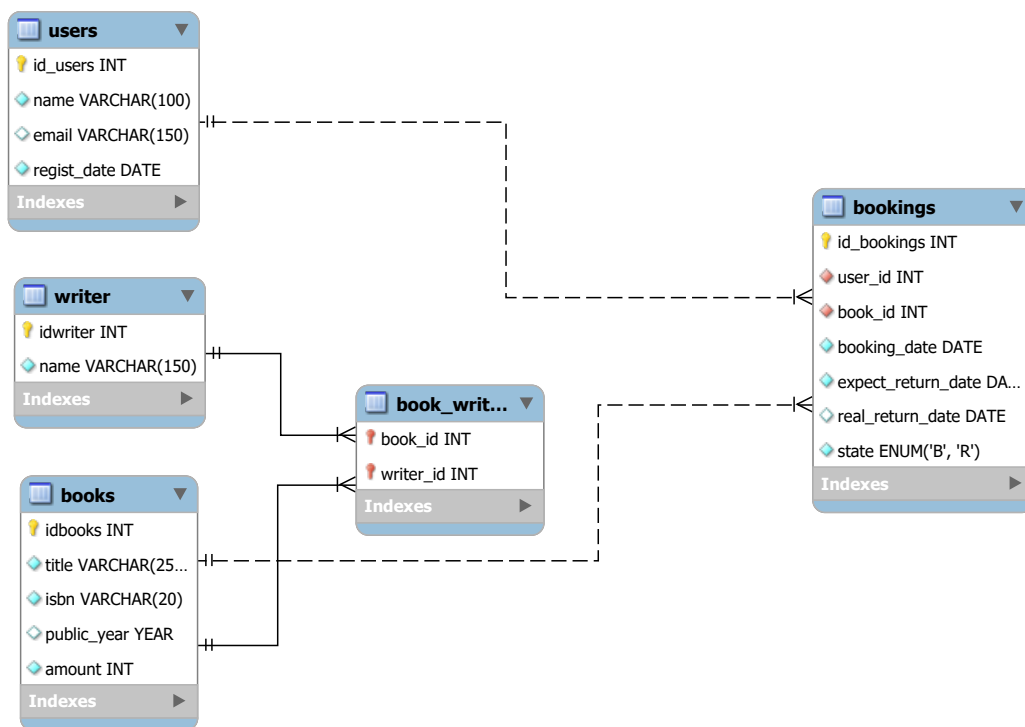 users
id_users INT
name VARCHAR(100)
email VARCHAR(150)
regist_date DATE
Indexes
writer
idwriter INT
name VARCHAR(150)
Indexes
books
idbooks INT
title VARCHAR(25...
isbn VARCHAR(20)
public_year YEAR
amount INT
Indexes
book_writ...
book_id INT
writer_id INT
Indexes
bookings
id_bookings INT
user_id INT
book_id INT
booking_date DATE
expect_return_date DA...
real_return_date DATE
state ENUM('B', 'R')
Indexes